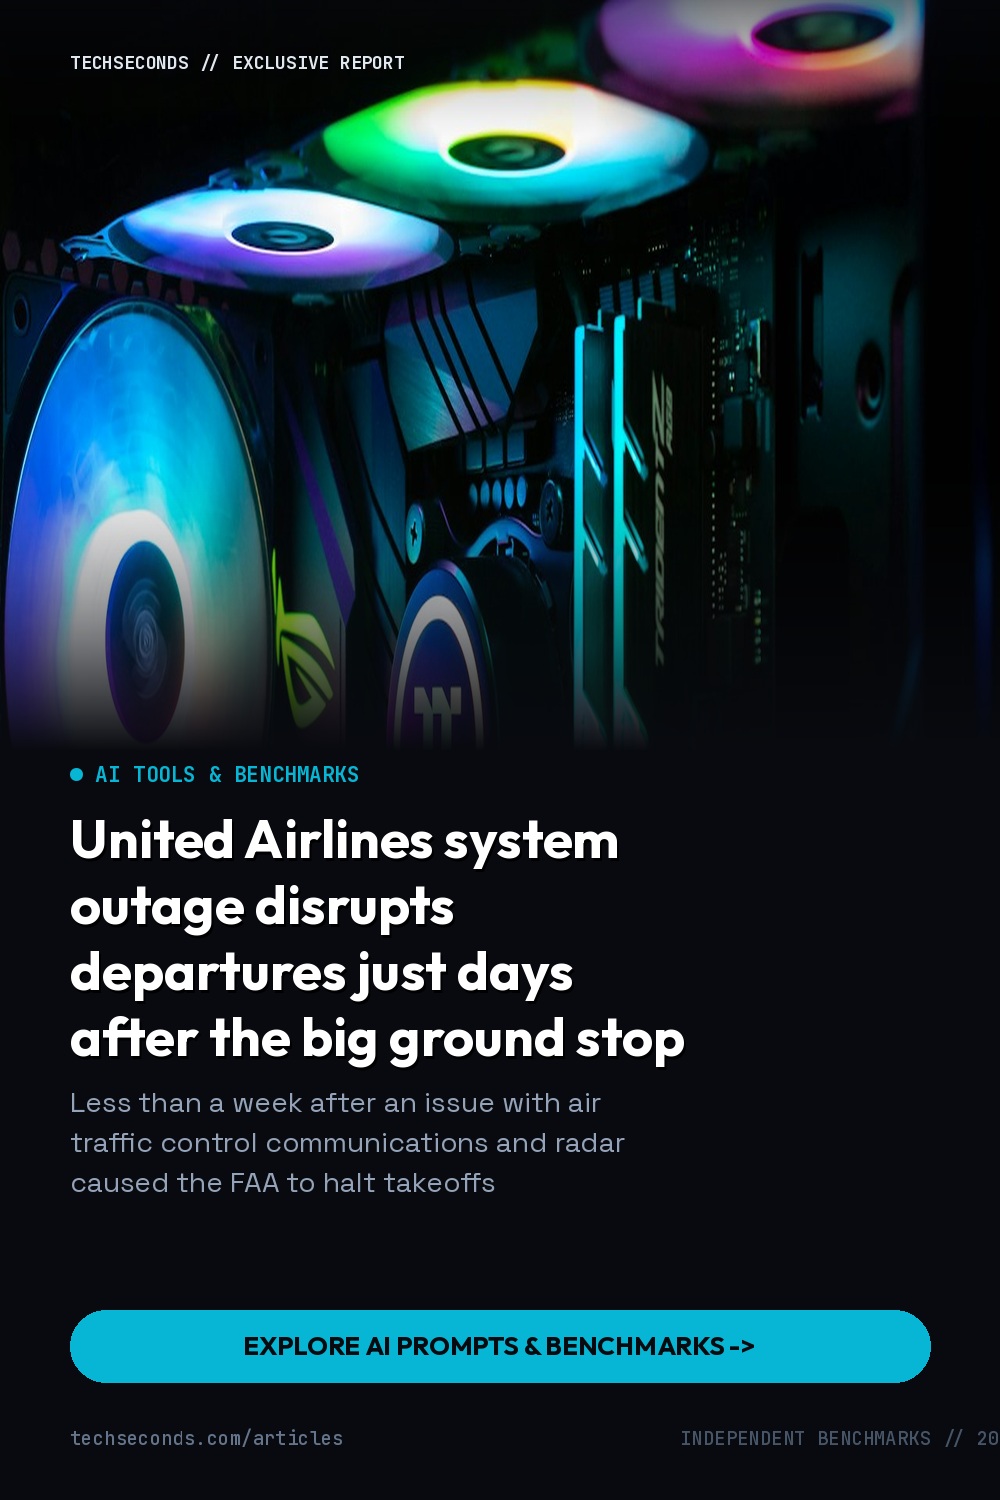 TECHSECONDS // EXCLUSIVE REPORT
TRIDENT Z
RGB
AI TOOLS & BENCHMARKS
United Airlines system
outage disrupts
departures just days
after the big ground stop
Less than a week after an issue with air
traffic control communications and radar
caused the FAA to halt takeoffs
EXPLORE AI PROMPTS & BENCHMARKS ->
techseconds.com/articles
INDEPENDENT BENCHMARKS // 20